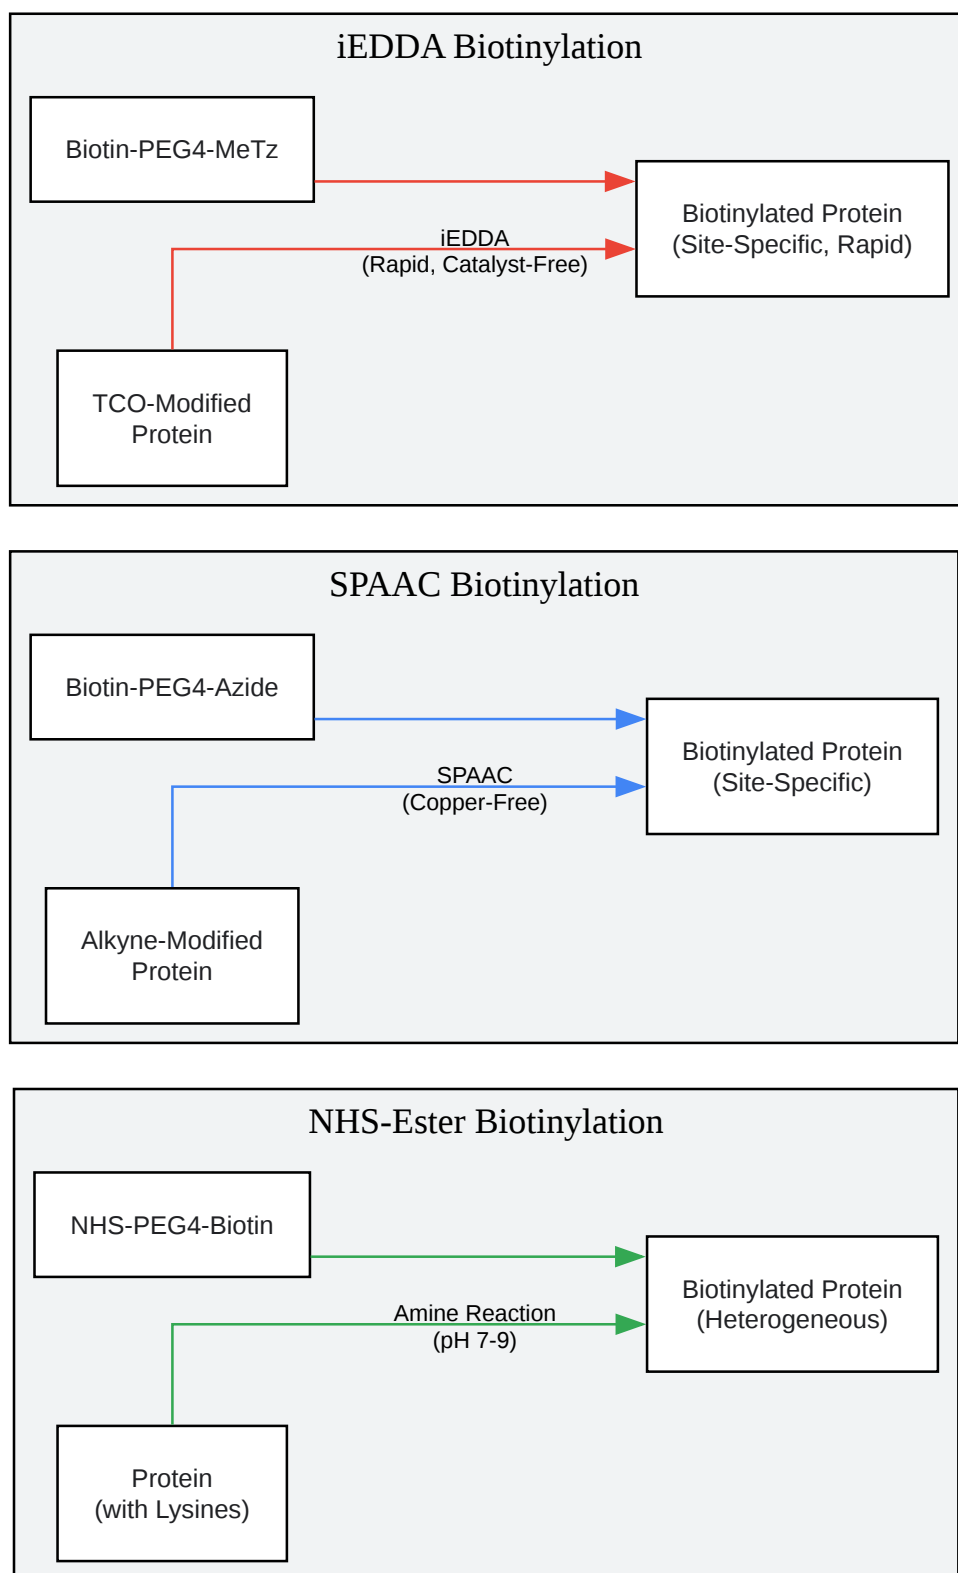 iEDDA Biotinylation
Biotin-PEG4-MeTz
Biotinylated Protein
(Site-Specific, Rapid)
iEDDA
(Rapid, Catalyst-Free)
TCO-Modified
Protein
SPAAC Biotinylation
Biotin-PEG4-Azide
Biotinylated Protein
(Site-Specific)
SPAAC
(Copper-Free)
Alkyne-Modified
Protein
NHS-Ester Biotinylation
NHS-PEG4-Biotin
Biotinylated Protein
(Heterogeneous)
Amine Reaction
(pH 7-9)
Protein
(with Lysines)